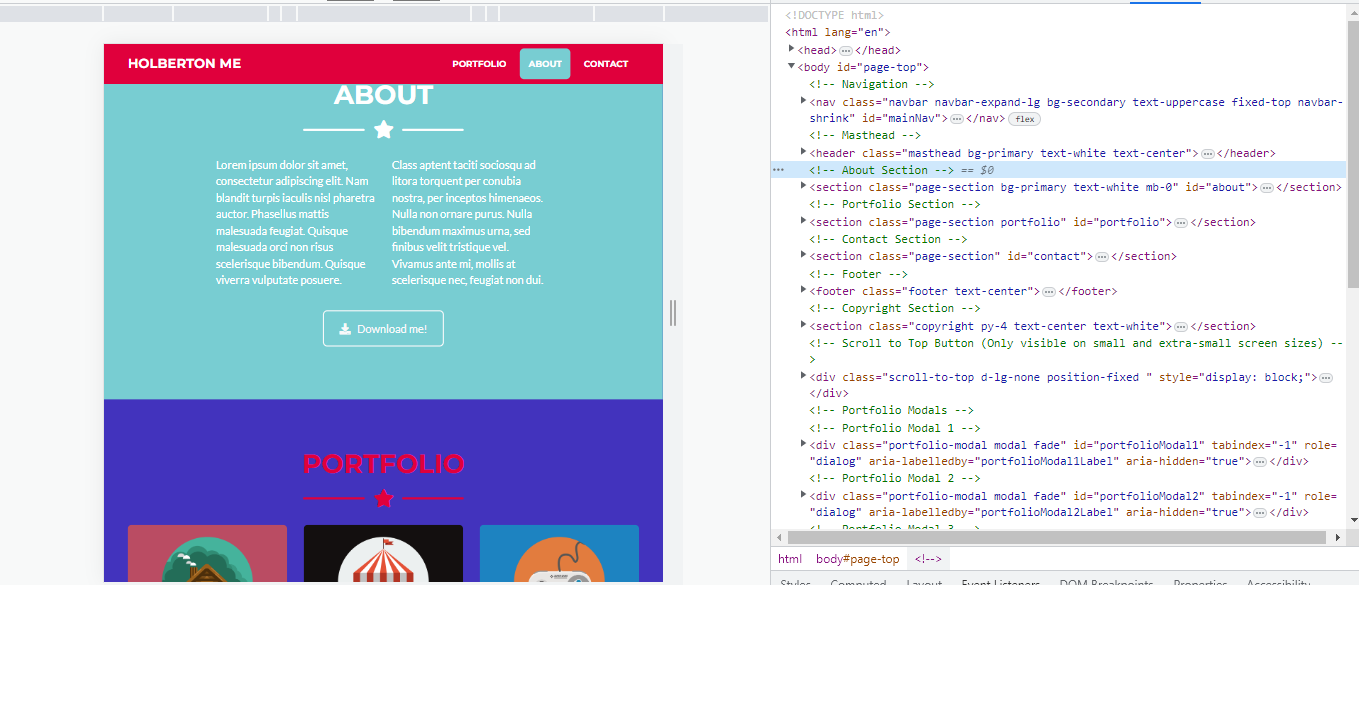 HOLBERTON ME
PORTFOLIO
ABOUT
CONTACT
ABOUT
Lorem ipsum dolor sit amet,
consectetur adipiscing elit. Nam
blandit turpis iaculis nisl pharetra
auctor. Phasellus mattis
malesuada feugiat. Quisque
malesuada orci non risus
scelerisque bibendum. Quisque
viverra vulputate posuere.
Class aptent taciti sociosqu ad
litora torquent per conubia
nostra, per inceptos himenaeos.
Nulla non ornare purus. Nulla
bibendum maximus urna, sed
finibus velit tristique vel.
Vivamus ante mi, mollis at
scelerisque nec, feugiat non dui.
Download me!
PORTFOLIO
<!DOCTYPE html>
<html lang="en">
<head>…</head>
<body id="page-top">
<!-- Navigation -->
<nav class="navbar navbar-expand-lg bg-secondary text-uppercase fixed-top navbar-
shrink" id="mainNav">…</nav> flex
<!-- Masthead -->
<header class="masthead bg-primary text-white text-center">…</header>
<!-- About Section --> == $0
<section class="page-section bg-primary text-white mb-0" id="about">…</section>
<!-- Portfolio Section -->
<section class="page-section portfolio" id="portfolio">…</section>
<!-- Contact Section -->
<section class="page-section" id="contact">…</section>
<!-- Footer -->
<footer class="footer text-center">…</footer>
<!-- Copyright Section -->
<section class="copyright py-4 text-center text-white">…</section>
<!-- Scroll to Top Button (Only visible on small and extra-small screen sizes) --
>
<div class="scroll-to-top d-lg-none position-fixed " style="display: block;">…
</div>
<!-- Portfolio Modals -->
<!-- Portfolio Modal 1 -->
<div class="portfolio-modal modal fade" id="portfolioModal1" tabindex="-1" role=
"dialog" aria-labelledby="portfolioModal1Label" aria-hidden="true">…</div>
<!-- Portfolio Modal 2 -->
<div class="portfolio-modal modal fade" id="portfolioModal2" tabindex="-1" role=
"dialog" aria-labelledby="portfolioModal2Label" aria-hidden="true">…</div>
<!-- Portfolio Modal 3 -->
html body#page-top <!-->
Styles Computed Layout Event Listeners DOM Breakpoints Properties Accessibility